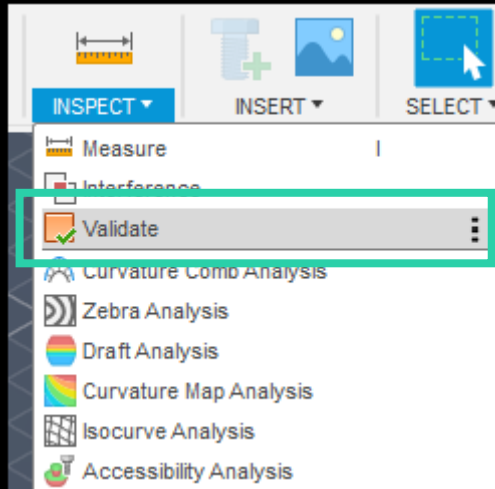 INSPECT ▾ INSERT ▾ SELECT ▾
Measure I
Interference
Validate
Curvature Comb Analysis
Zebra Analysis
Draft Analysis
Curvature Map Analysis
Isocurve Analysis
Accessibility Analysis